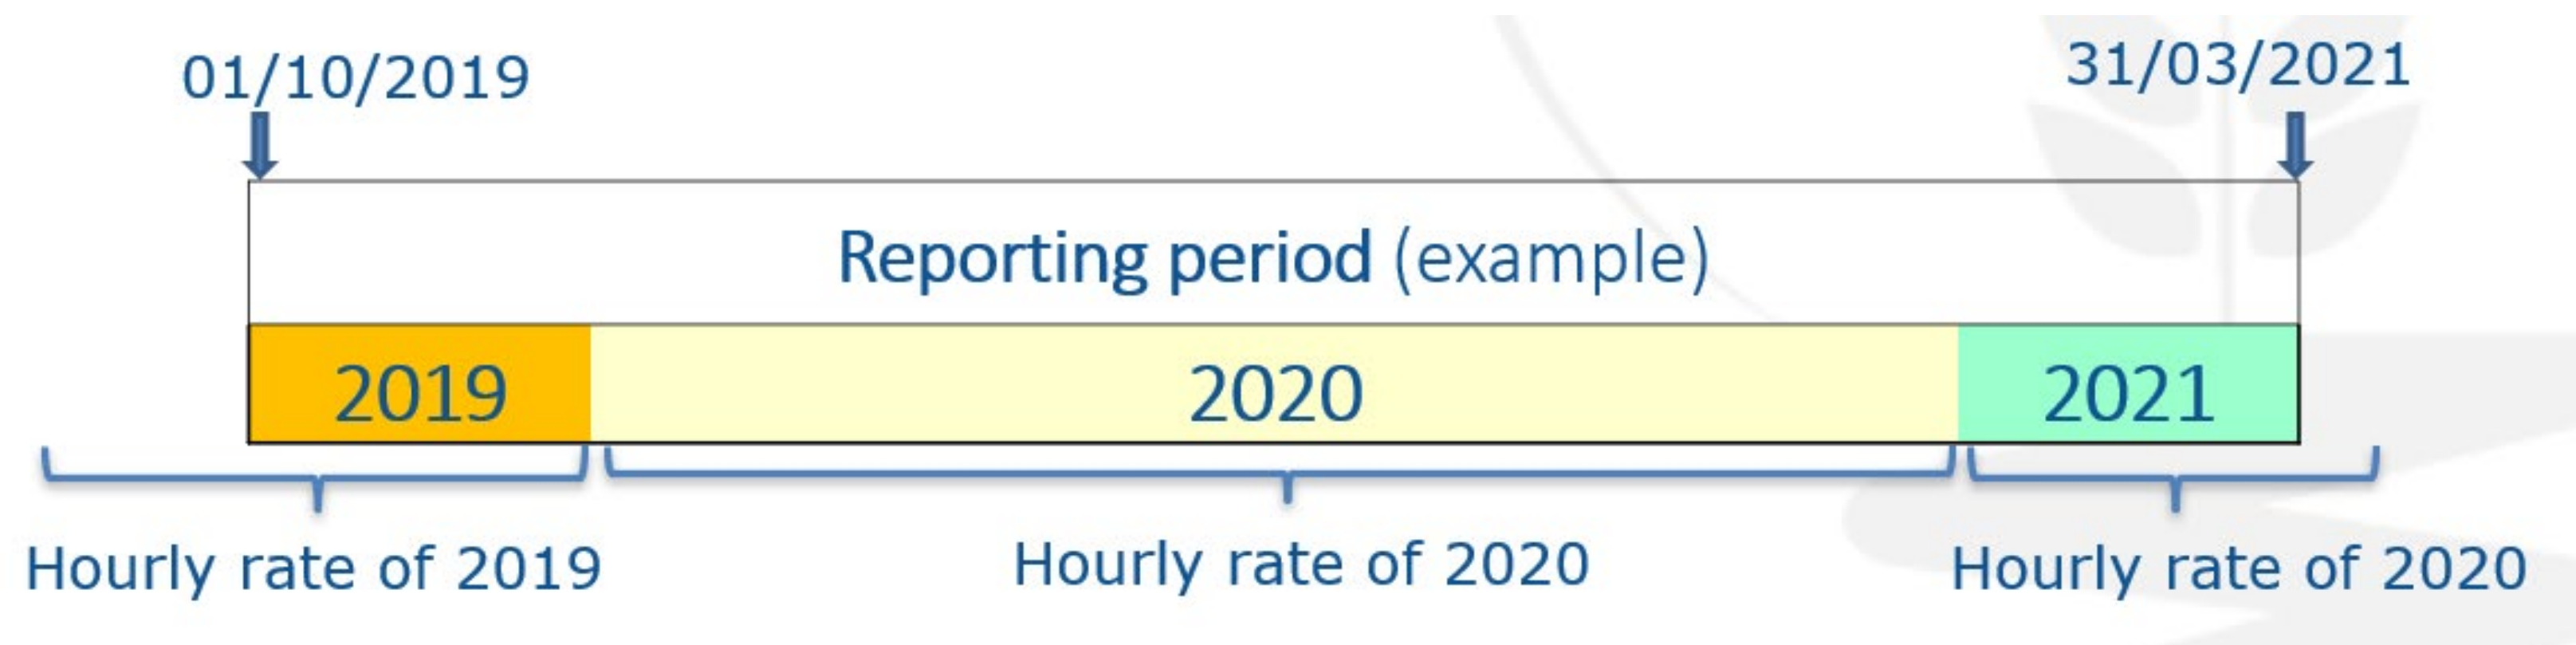 01/10/2019
31/03/2021
Reporting period (example)
2019
2020
2021
Hourly rate of 2019
Hourly rate of 2020
Hourly rate of 2020